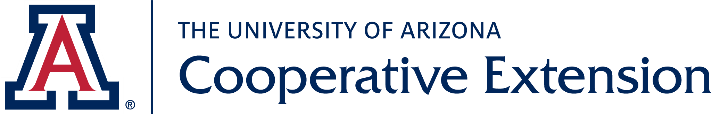 A®
THE UNIVERSITY OF ARIZONA
Cooperative Extension